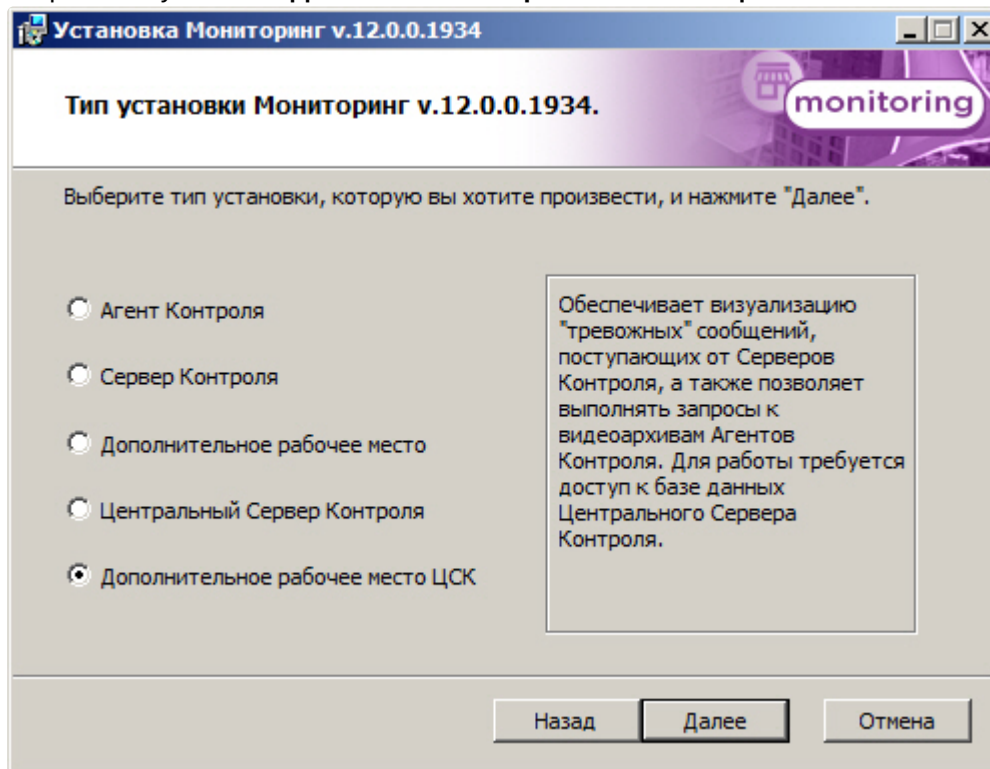 Установка Мониторинг v.12.0.0.1934
Тип установки Мониторинг v.12.0.0.1934.
monitoring
Выберите тип установки, которую вы хотите произвести, и нажмите "Далее".
Агент Контроля
Сервер Контроля
Дополнительное рабочее место
Центральный Сервер Контроля
Дополнительное рабочее место ЦСК
Обеспечивает визуализацию
"тревожных" сообщений,
поступающих от Серверов
Контроля, а также позволяет
выполнять запросы к
видеоархивам Агентов
Контроля. Для работы требуется
доступ к базе данных
Центрального Сервера
Контроля.
Назад
Далее
Отмена